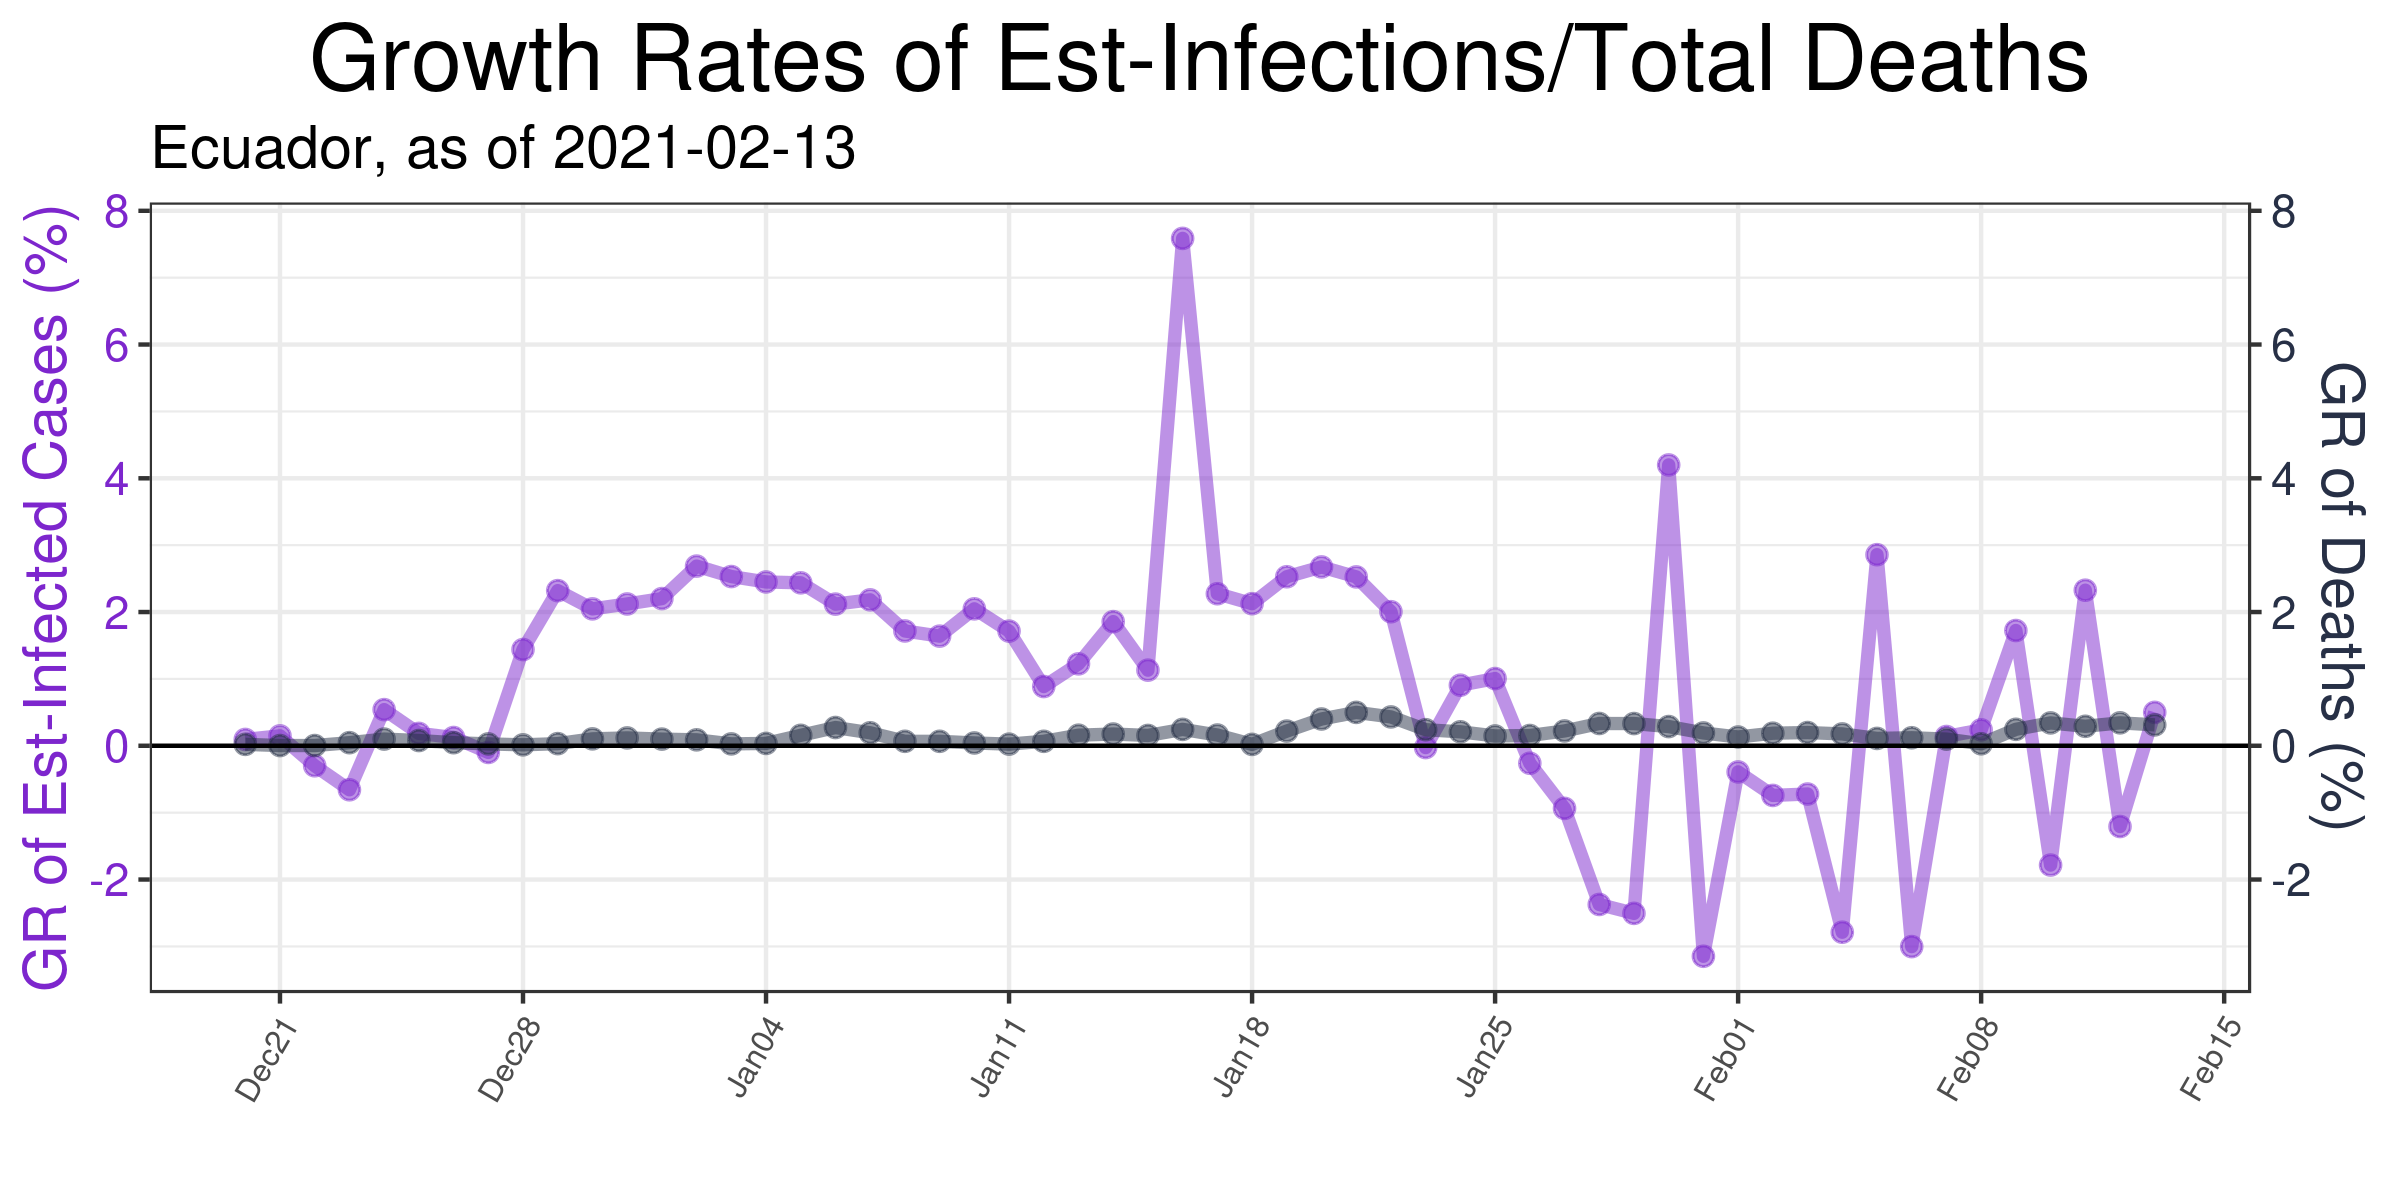 Growth Rates of Est-Infections/Total Deaths
Ecuador, as of 2021-02-13
GR of Est-Infected Cases (%)
8
6
4
2
0
-2
8
6
4
2
0
-2
GR of Deaths (%)
Dec21
Dec28
Jan04
Jan11
Jan18
Jan25
Feb01
Feb08
Feb15